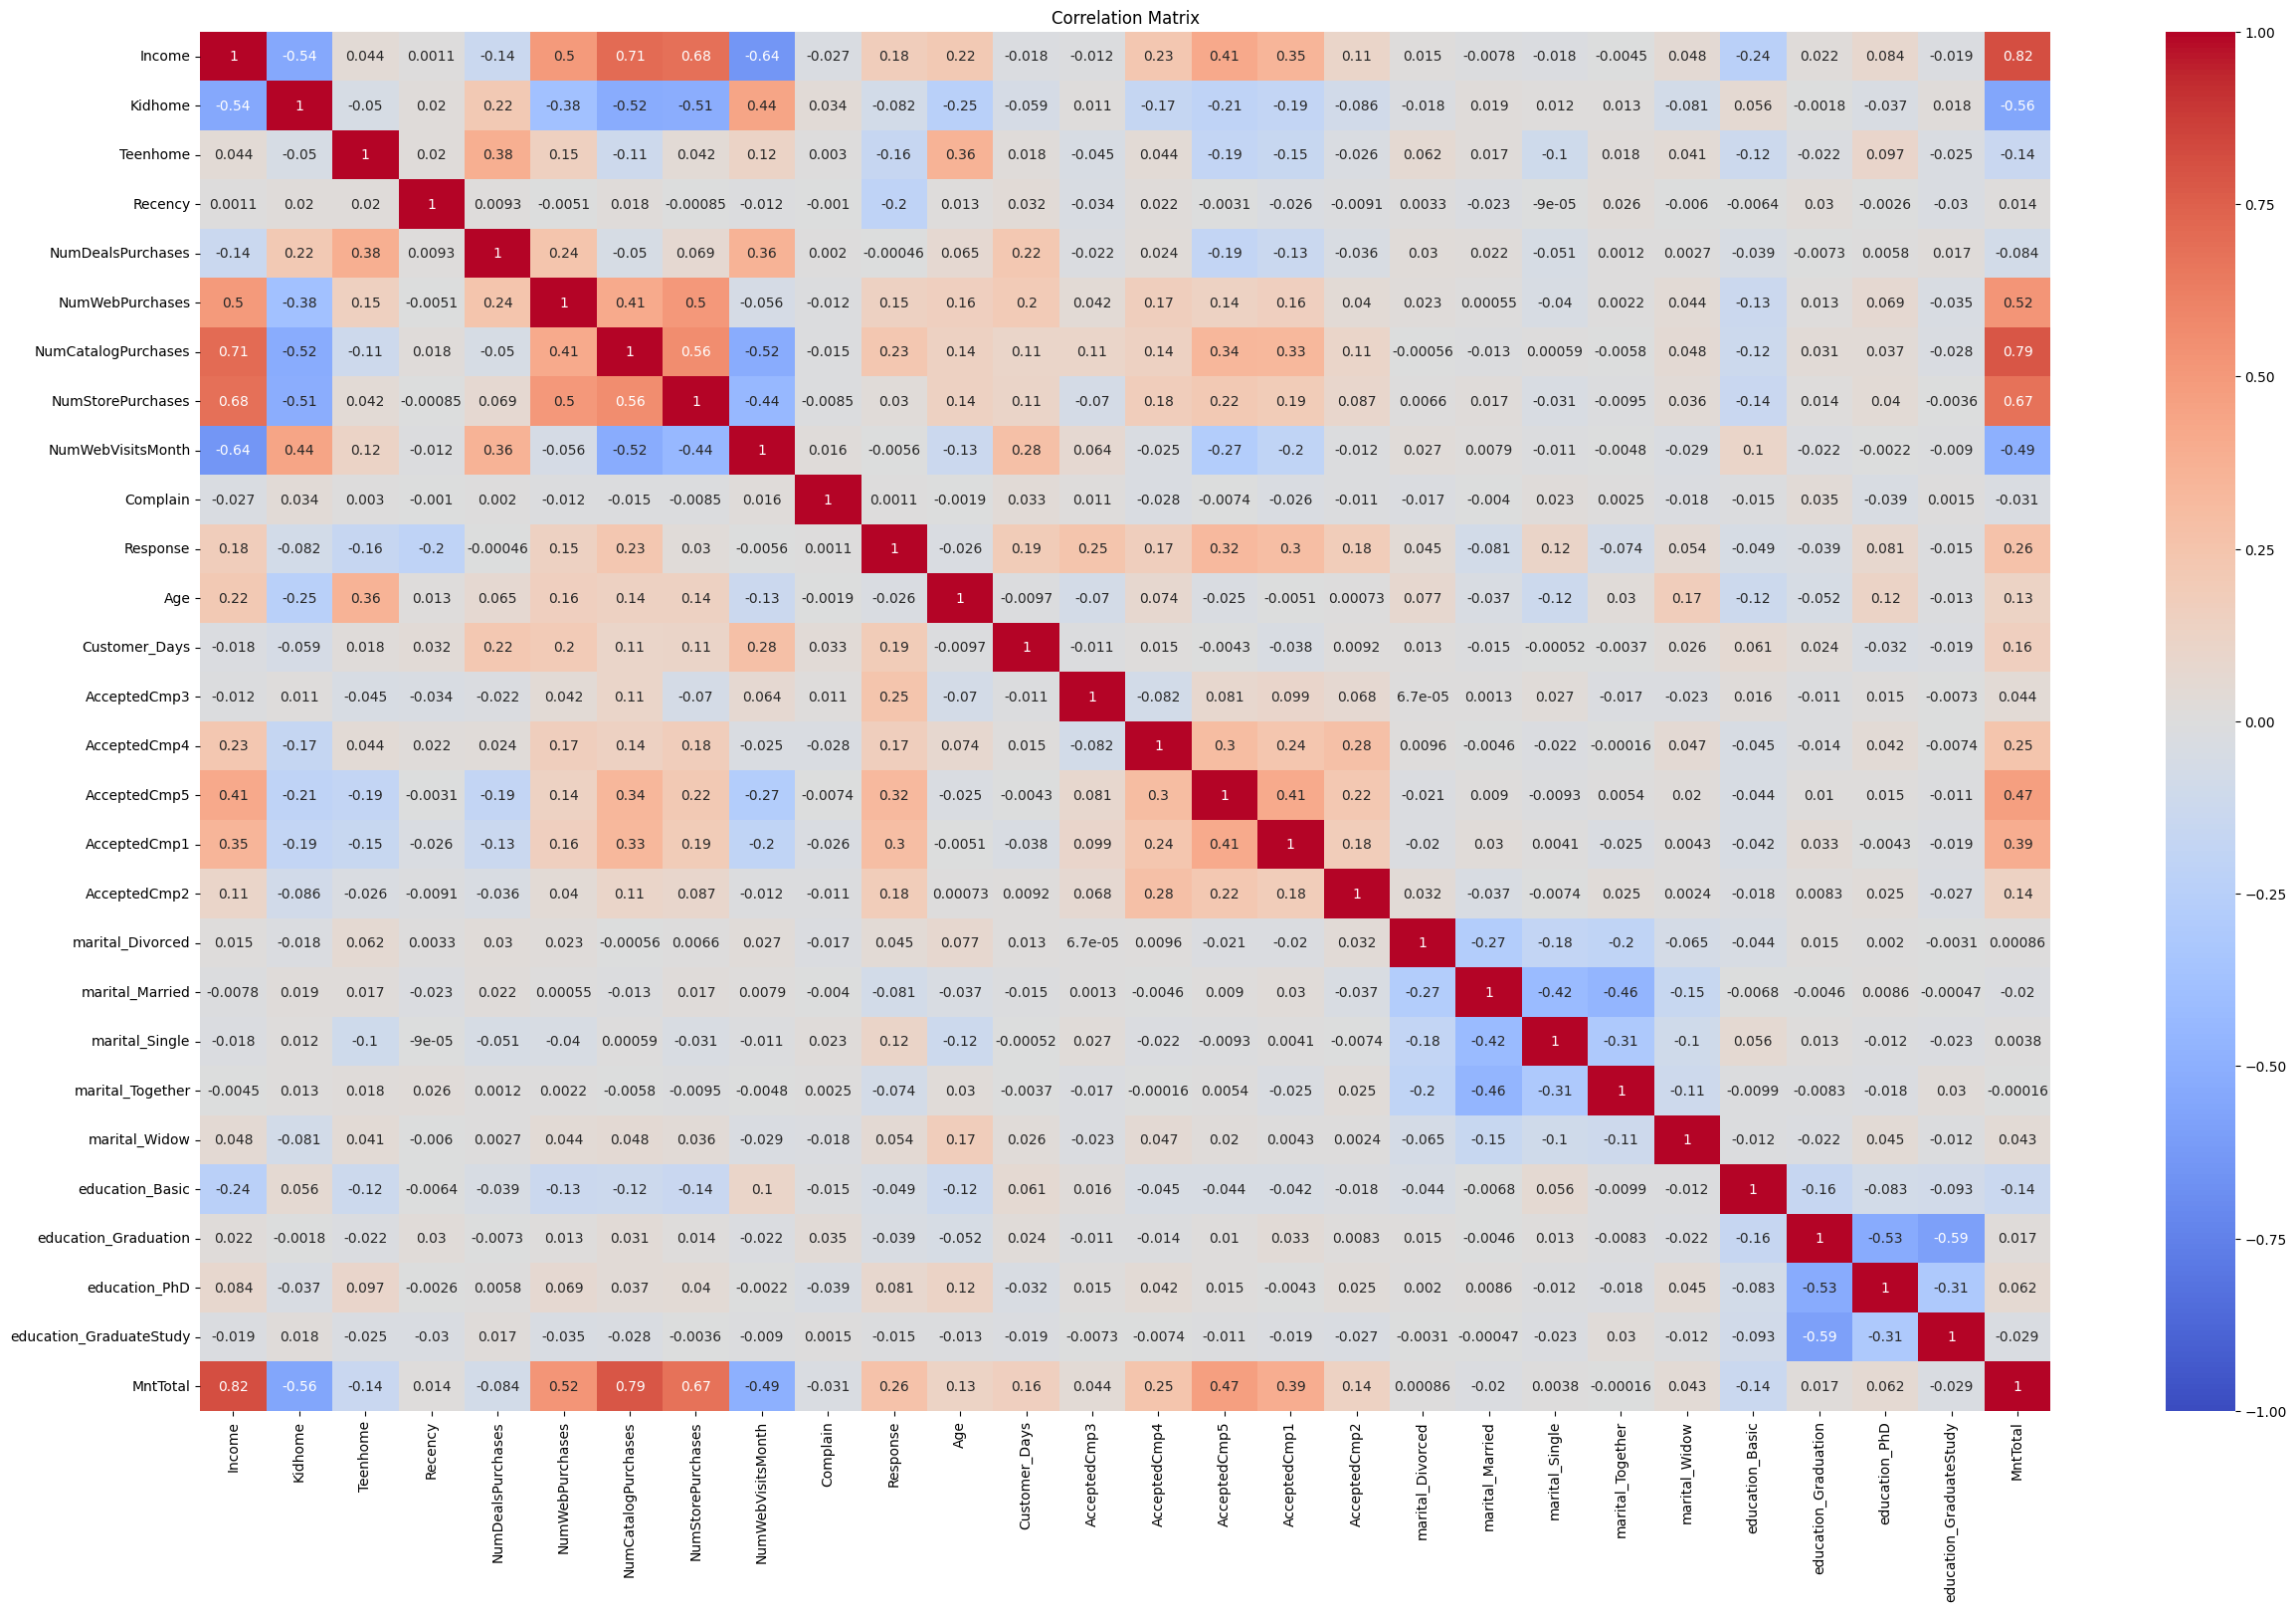 Correlation Matrix
Income 1 -0.54 0.044 0.0011 -0.14 0.5 0.71 0.68 -0.64 -0.027 0.18 0.22 -0.018 -0.012 0.23 0.41 0.35 0.11 0.015 -0.0078 -0.018 -0.0045 0.048 -0.24 0.022 0.084 -0.019 0.82
Kidhome -0.54 1 -0.05 0.02 0.22 -0.38 -0.52 -0.51 0.44 0.034 -0.082 -0.25 -0.059 0.011 -0.17 -0.21 -0.19 -0.086 -0.018 0.019 0.012 0.013 -0.081 0.056 -0.0018 -0.037 0.018 -0.56
Teenhome 0.044 -0.05 1 0.02 0.38 0.15 -0.11 0.042 0.12 0.003 -0.16 0.36 0.018 -0.045 0.044 -0.19 -0.15 -0.026 0.062 0.017 -0.1 0.018 0.041 -0.12 -0.022 0.097 -0.025 -0.14
Recency 0.0011 0.02 0.02 1 0.0093 -0.0051 0.018 -0.00085 -0.012 -0.001 -0.2 0.013 0.032 -0.034 0.022 -0.0031 -0.026 -0.0091 0.0033 -0.023 -9e-05 0.026 -0.006 -0.0064 0.03 -0.0026 -0.03 0.014
NumDealsPurchases -0.14 0.22 0.38 0.0093 1 0.24 -0.05 0.069 0.36 0.002 -0.00046 0.065 0.22 -0.022 0.024 -0.19 -0.13 -0.036 0.03 0.022 -0.051 0.0012 0.0027 -0.039 -0.0073 0.0058 0.017 -0.084
NumWebPurchases 0.5 -0.38 0.15 -0.0051 0.24 1 0.41 0.5 -0.056 -0.012 0.15 0.16 0.2 0.042 0.17 0.14 0.16 0.04 0.023 0.00055 -0.04 0.0022 0.044 -0.13 0.013 0.069 -0.035 0.52
NumCatalogPurchases 0.71 -0.52 -0.11 0.018 -0.05 0.41 1 0.56 -0.52 -0.015 0.23 0.14 0.11 0.11 0.14 0.34 0.33 0.11 -0.00056 -0.013 0.00059 -0.0058 0.048 -0.12 0.031 0.037 -0.028 0.79
NumStorePurchases 0.68 -0.51 0.042 -0.00085 0.069 0.5 0.56 1 -0.44 -0.0085 0.03 0.14 0.11 -0.07 0.18 0.22 0.19 0.087 0.0066 0.017 -0.031 -0.0095 0.036 -0.14 0.014 0.04 -0.0036 0.67
NumWebVisitsMonth -0.64 0.44 0.12 -0.012 0.36 -0.056 -0.52 -0.44 1 0.016 -0.0056 -0.13 0.28 0.064 -0.025 -0.27 -0.2 -0.012 0.027 0.0079 -0.011 -0.0048 -0.029 0.1 -0.022 -0.0022 -0.009 -0.49
Complain -0.027 0.034 0.003 -0.001 0.002 -0.012 -0.015 -0.0085 0.016 1 0.0011 -0.0019 0.033 0.011 -0.028 -0.0074 -0.026 -0.011 -0.017 -0.004 0.023 0.0025 -0.018 -0.015 0.035 -0.039 0.0015 -0.031
Response 0.18 -0.082 -0.16 -0.2 -0.00046 0.15 0.23 0.03 -0.0056 0.0011 1 -0.026 0.19 0.25 0.17 0.32 0.3 0.18 0.045 -0.081 0.12 -0.074 0.054 -0.049 -0.039 0.081 -0.015 0.26
Age 0.22 -0.25 0.36 0.013 0.065 0.16 0.14 0.14 -0.13 -0.0019 -0.026 1 -0.0097 -0.07 0.074 -0.025 -0.0051 0.00073 0.077 -0.037 -0.12 0.03 0.17 -0.12 -0.052 0.12 -0.013 0.13
Customer_Days -0.018 -0.059 0.018 0.032 0.22 0.2 0.11 0.11 0.28 0.033 0.19 -0.0097 1 -0.011 0.015 -0.0043 -0.038 0.0092 0.013 -0.015 -0.00052 -0.0037 0.026 0.061 0.024 -0.032 -0.019 0.16
AcceptedCmp3 -0.012 0.011 -0.045 -0.034 -0.022 0.042 0.11 -0.07 0.064 0.011 0.25 -0.07 -0.011 1 -0.082 0.081 0.099 0.068 6.7e-05 0.0013 0.027 -0.017 -0.023 0.016 -0.011 0.015 -0.0073 0.044
AcceptedCmp4 0.23 -0.17 0.044 0.022 0.024 0.17 0.14 0.18 -0.025 -0.028 0.17 0.074 0.015 -0.082 1 0.3 0.24 0.28 0.0096 -0.0046 -0.022 -0.00016 0.047 -0.045 -0.014 0.042 -0.0074 0.25
AcceptedCmp5 0.41 -0.21 -0.19 -0.0031 -0.19 0.14 0.34 0.22 -0.27 -0.0074 0.32 -0.025 -0.0043 0.081 0.3 1 0.41 0.22 -0.021 0.009 -0.0093 0.0054 0.02 -0.044 0.01 0.015 -0.011 0.47
AcceptedCmp1 0.35 -0.19 -0.15 -0.026 -0.13 0.16 0.33 0.19 -0.2 -0.026 0.3 -0.0051 -0.038 0.099 0.24 0.41 1 0.18 -0.02 0.03 0.0041 -0.025 0.0043 -0.042 0.033 -0.0043 -0.019 0.39
AcceptedCmp2 0.11 -0.086 -0.026 -0.0091 -0.036 0.04 0.11 0.087 -0.012 -0.011 0.18 0.00073 0.0092 0.068 0.28 0.22 0.18 1 0.032 -0.037 -0.0074 0.025 0.0024 -0.018 0.0083 0.025 -0.027 0.14
marital_Divorced 0.015 -0.018 0.062 0.0033 0.03 0.023 -0.00056 0.0066 0.027 -0.017 0.045 0.077 0.013 6.7e-05 0.0096 -0.021 -0.02 0.032 1 -0.27 -0.18 -0.2 -0.065 -0.044 0.015 0.002 -0.0031 0.00086
marital_Married -0.0078 0.019 0.017 -0.023 0.022 0.00055 -0.013 0.017 0.0079 -0.004 -0.081 -0.037 -0.015 0.0013 -0.0046 0.009 0.03 -0.037 -0.27 1 -0.42 -0.46 -0.15 -0.0068 -0.0046 0.0086 -0.00047 -0.02
marital_Single -0.018 0.012 -0.1 -9e-05 -0.051 -0.04 0.00059 -0.031 -0.011 0.023 0.12 -0.12 -0.00052 0.027 -0.022 -0.0093 0.0041 -0.0074 -0.18 -0.42 1 -0.31 -0.1 0.056 0.013 -0.012 -0.023 0.0038
marital_Together -0.0045 0.013 0.018 0.026 0.0012 0.0022 -0.0058 -0.0095 -0.0048 0.0025 -0.074 0.03 -0.0037 -0.017 -0.00016 0.0054 -0.025 0.025 -0.2 -0.46 -0.31 1 -0.11 -0.0099 -0.0083 -0.018 0.03 -0.00016
marital_Widow 0.048 -0.081 0.041 -0.006 0.0027 0.044 0.048 0.036 -0.029 -0.018 0.054 0.17 0.026 -0.023 0.047 0.02 0.0043 0.0024 -0.065 -0.15 -0.1 -0.11 1 -0.012 -0.022 0.045 -0.012 0.043
education_Basic -0.24 0.056 -0.12 -0.0064 -0.039 -0.13 -0.12 -0.14 0.1 -0.015 -0.049 -0.12 0.061 0.016 -0.045 -0.044 -0.042 -0.018 -0.044 -0.0068 0.056 -0.0099 -0.012 1 -0.16 -0.083 -0.093 -0.14
education_Graduation 0.022 -0.0018 -0.022 0.03 -0.0073 0.013 0.031 0.014 -0.022 0.035 -0.039 -0.052 0.024 -0.011 -0.014 0.01 0.033 0.0083 0.015 -0.0046 0.013 -0.0083 -0.022 -0.16 1 -0.53 -0.59 0.017
education_PhD 0.084 -0.037 0.097 -0.0026 0.0058 0.069 0.037 0.04 -0.0022 -0.039 0.081 0.12 -0.032 0.015 0.042 0.015 -0.0043 0.025 0.002 0.0086 -0.012 -0.018 0.045 -0.083 -0.53 1 -0.31 0.062
education_GraduateStudy -0.019 0.018 -0.025 -0.03 0.017 -0.035 -0.028 -0.0036 -0.009 0.0015 -0.015 -0.013 -0.019 -0.0073 -0.0074 -0.011 -0.019 -0.027 -0.0031 -0.00047 -0.023 0.03 -0.012 -0.093 -0.59 -0.31 1 -0.029
MntTotal 0.82 -0.56 -0.14 0.014 -0.084 0.52 0.79 0.67 -0.49 -0.031 0.26 0.13 0.16 0.044 0.25 0.47 0.39 0.14 0.00086 -0.02 0.0038 -0.00016 0.043 -0.14 0.017 0.062 -0.029 1
Income
Kidhome
Teenhome
Recency
NumDealsPurchases
NumWebPurchases
NumCatalogPurchases
NumStorePurchases
NumWebVisitsMonth
Complain
Response
Age
Customer_Days
AcceptedCmp3
AcceptedCmp4
AcceptedCmp5
AcceptedCmp1
AcceptedCmp2
marital_Divorced
marital_Married
marital_Single
marital_Together
marital_Widow
education_Basic
education_Graduation
education_PhD
education_GraduateStudy
MntTotal
1.00
0.75
0.50
0.25
0.00
−0.25
−0.50
−0.75
−1.00